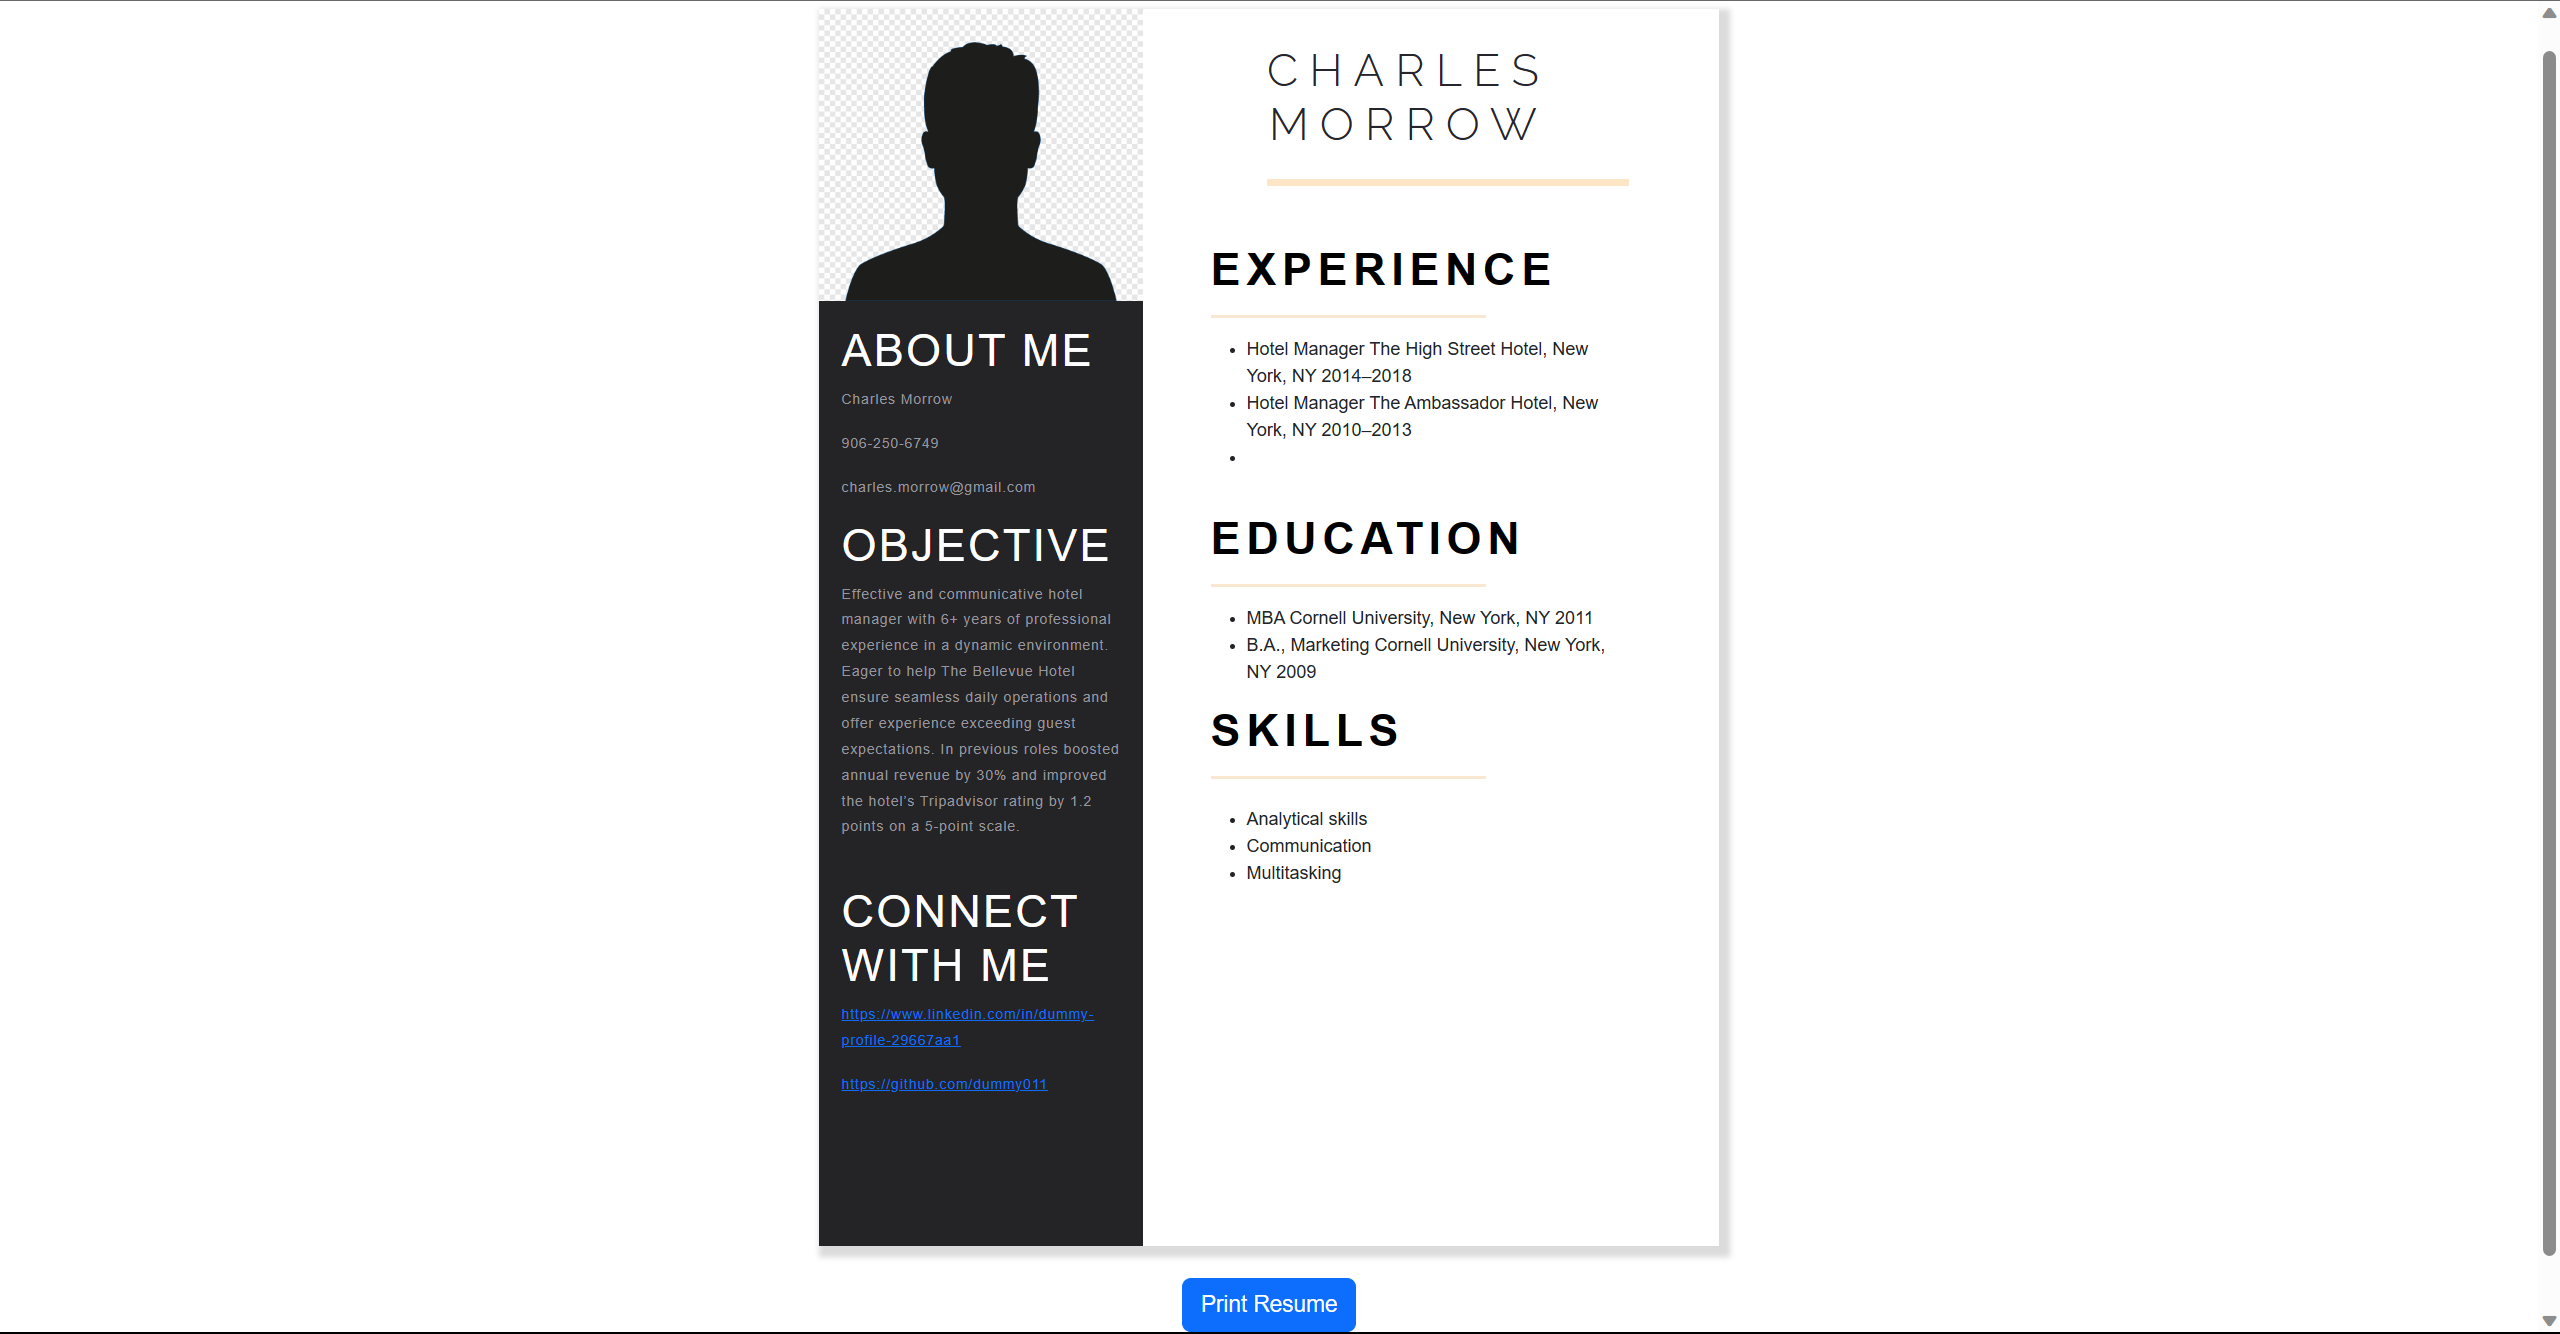 CHARLES
MORROW
ABOUT ME
Charles Morrow
906-250-6749
charles.morrow@gmail.com
OBJECTIVE
Effective and communicative hotel
manager with 6+ years of professional
experience in a dynamic environment.
Eager to help The Bellevue Hotel
ensure seamless daily operations and
offer experience exceeding guest
expectations. In previous roles boosted
annual revenue by 30% and improved
the hotel's Tripadvisor rating by 1.2
points on a 5-point scale.
CONNECT
WITH ME
https://www.linkedin.com/in/dummy-
profile-29667aa1
https://github.com/dummy011
EXPERIENCE
• Hotel Manager The High Street Hotel, New
York, NY 2014–2018
• Hotel Manager The Ambassador Hotel, New
York, NY 2010–2013
•
EDUCATION
• MBA Cornell University, New York, NY 2011
• B.A., Marketing Cornell University, New York,
NY 2009
SKILLS
• Analytical skills
• Communication
• Multitasking
Print Resume